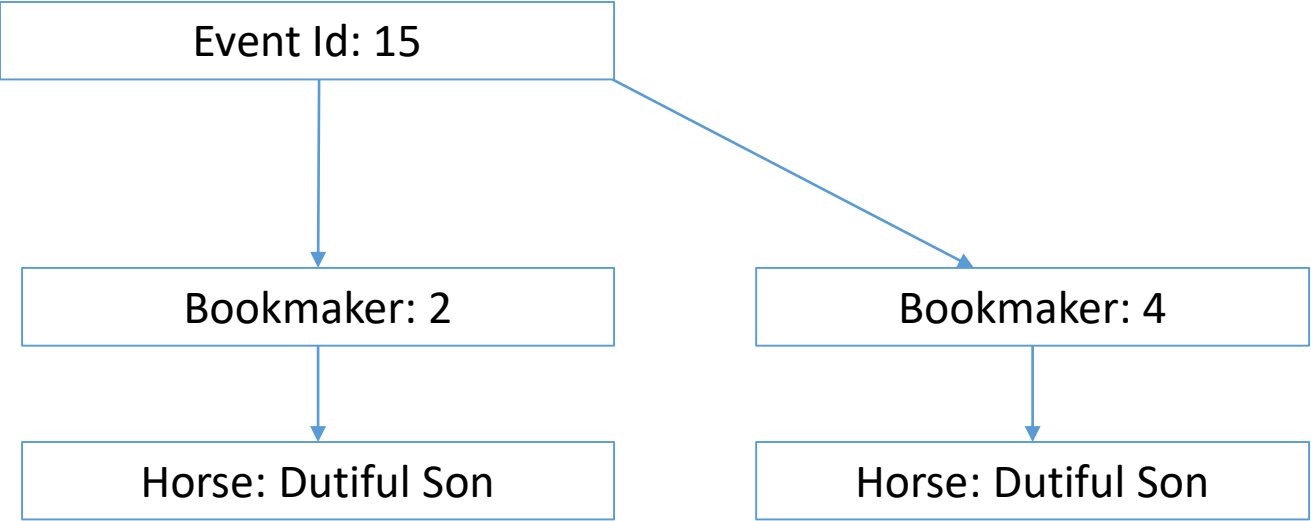 Event Id: 15
Bookmaker: 2
Bookmaker: 4
Horse: Dutiful Son
Horse: Dutiful Son